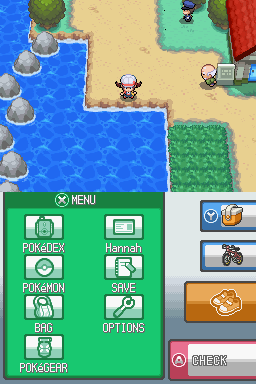 X MENU
POKéDEX
Hannah
POKéMON
SAVE
BAG
OPTIONS
POKéGEAR
Y
A
CHECK